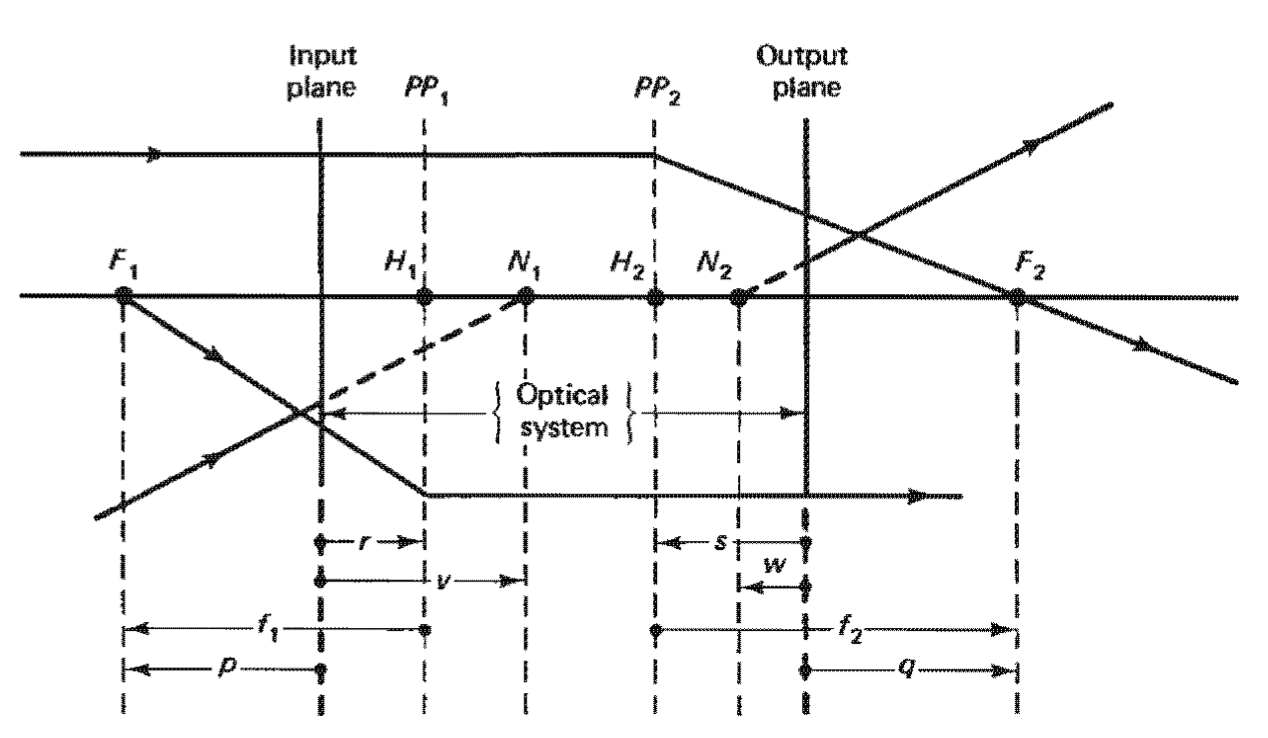 Input plane
PP₁
PP₂
Output plane
F₁
H₁
N₁
H₂
N₂
F₂
Optical system
r
s
v
w
f₁
f₂
p
q